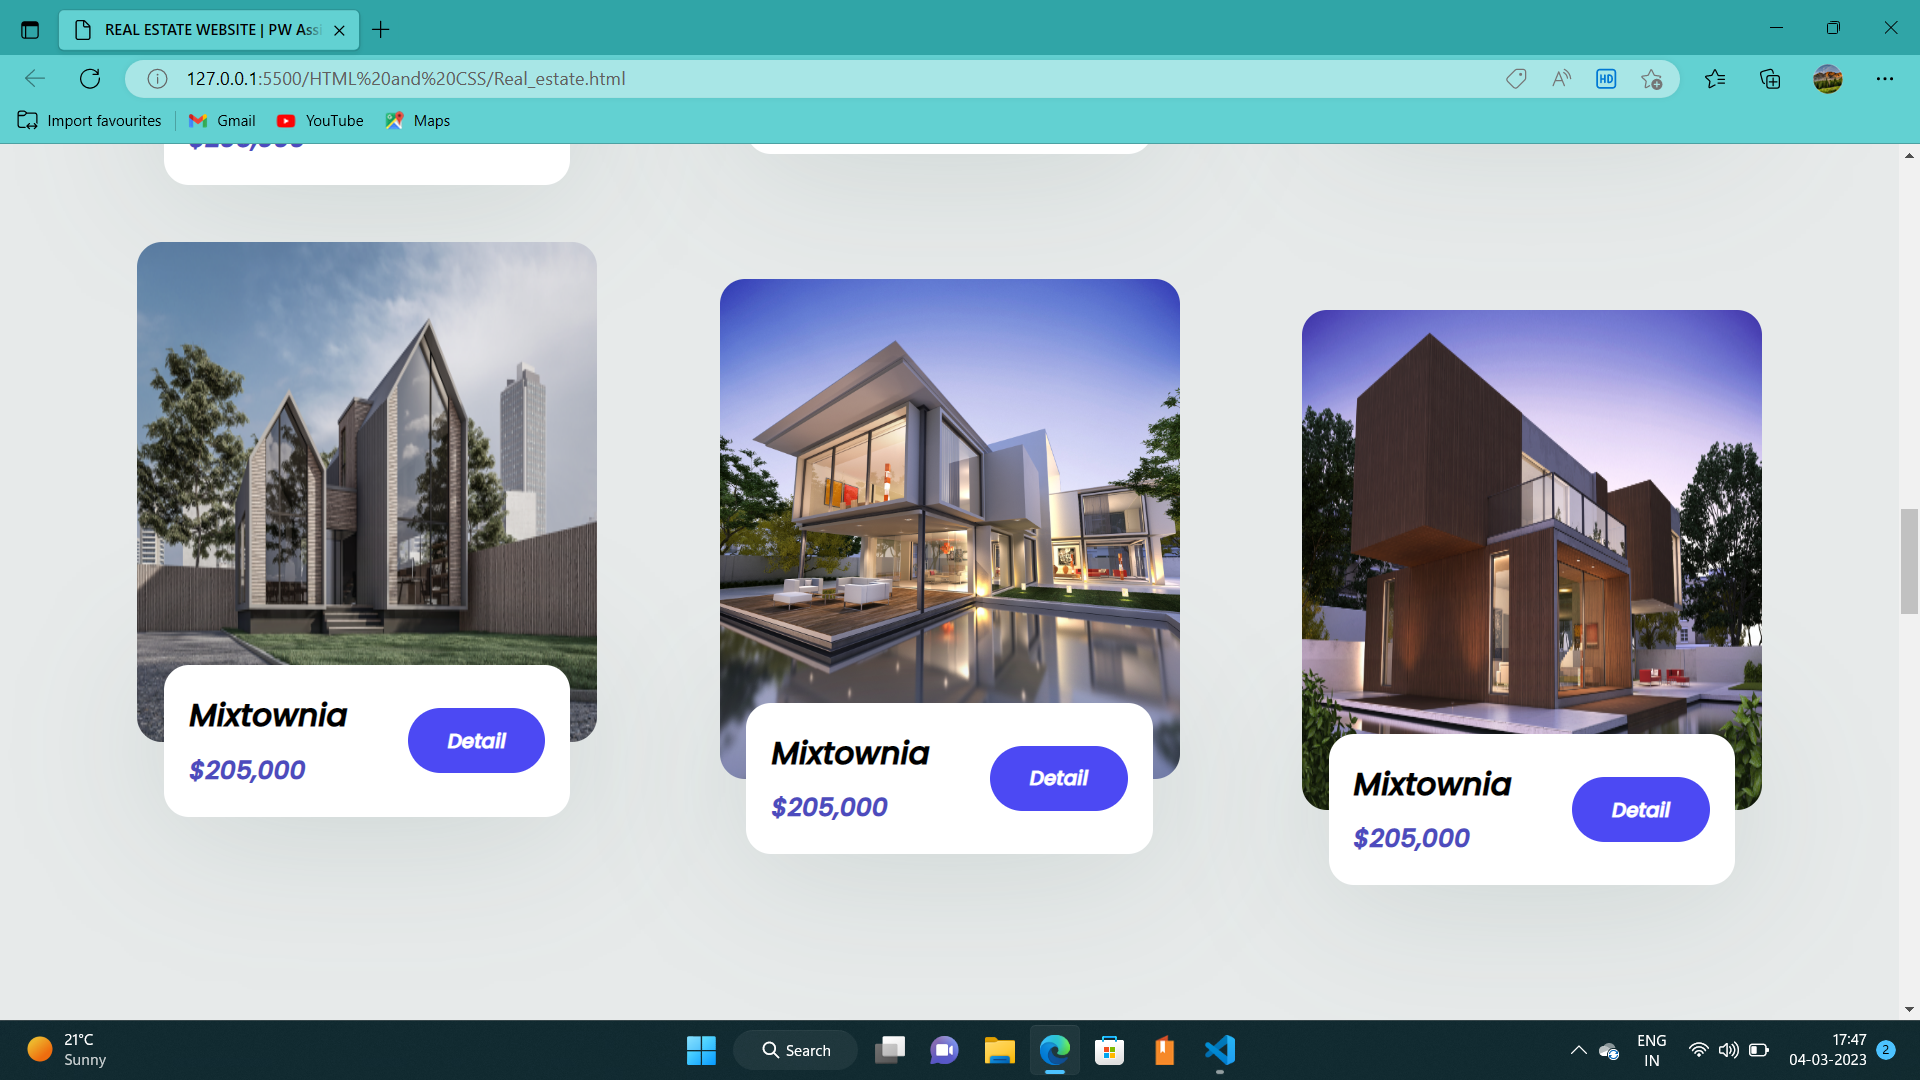 REAL ESTATE WEBSITE | PW Ass
127.0.0.1:5500/HTML%20and%20CSS/Real_estate.html
HD
Import favourites
Gmail
YouTube
Maps
Mixtownia
$205,000
Detail
Mixtownia
$205,000
Detail
Mixtownia
$205,000
Detail
21°C
Sunny
Search
ENG
IN
17:47
04-03-2023
2